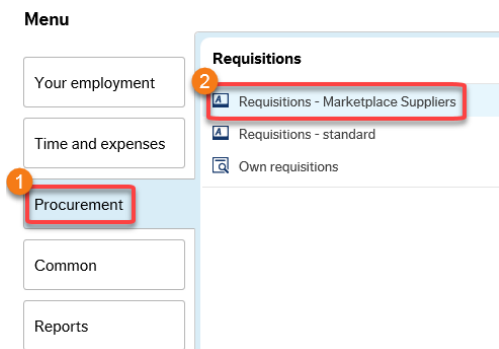 Menu
Requisitions
2
Your employment
Requisitions - Marketplace Suppliers
Requisitions - standard
Time and expenses
Own requisitions
1
Procurement
Common
Reports